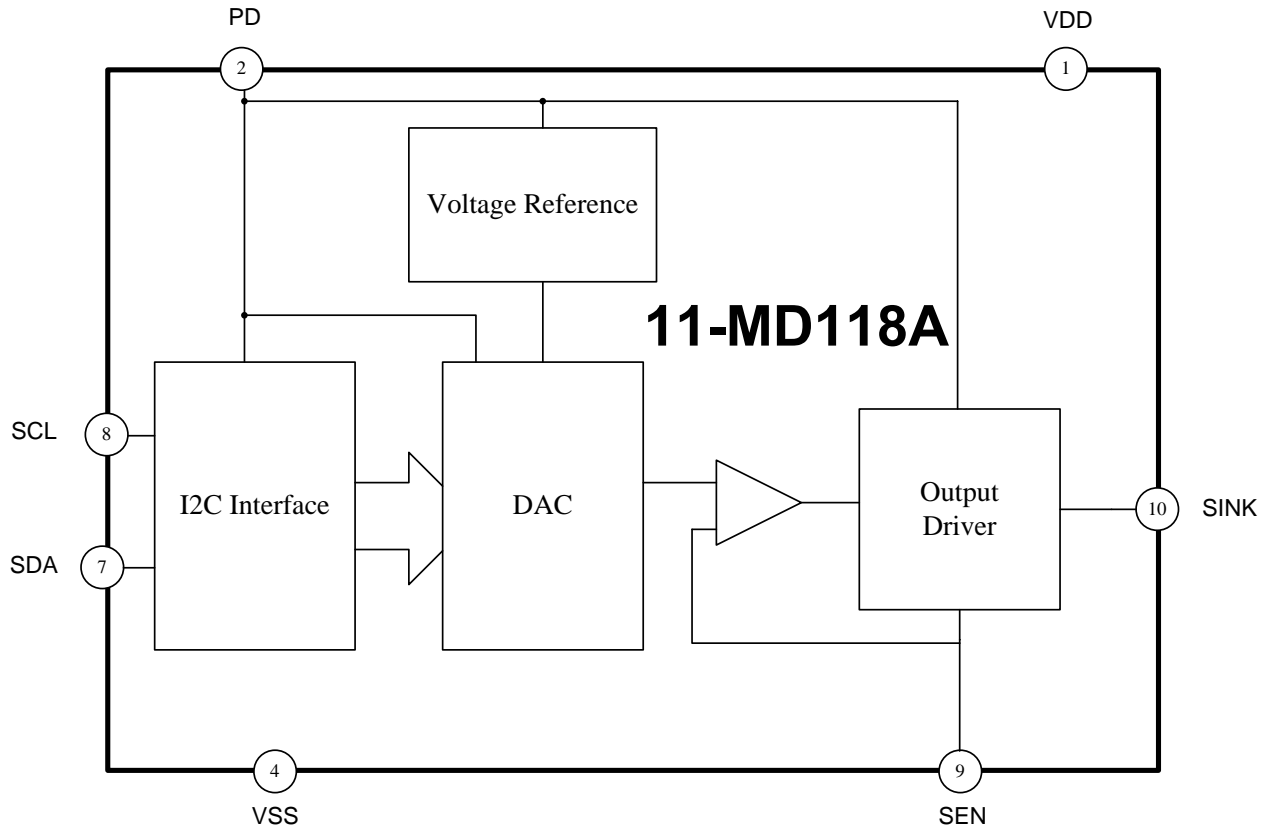 PD
VDD
2
1
Voltage Reference
11-MD118A
SCL
8
I2C Interface
DAC
Output
Driver
10
SINK
SDA
7
4
9
VSS
SEN